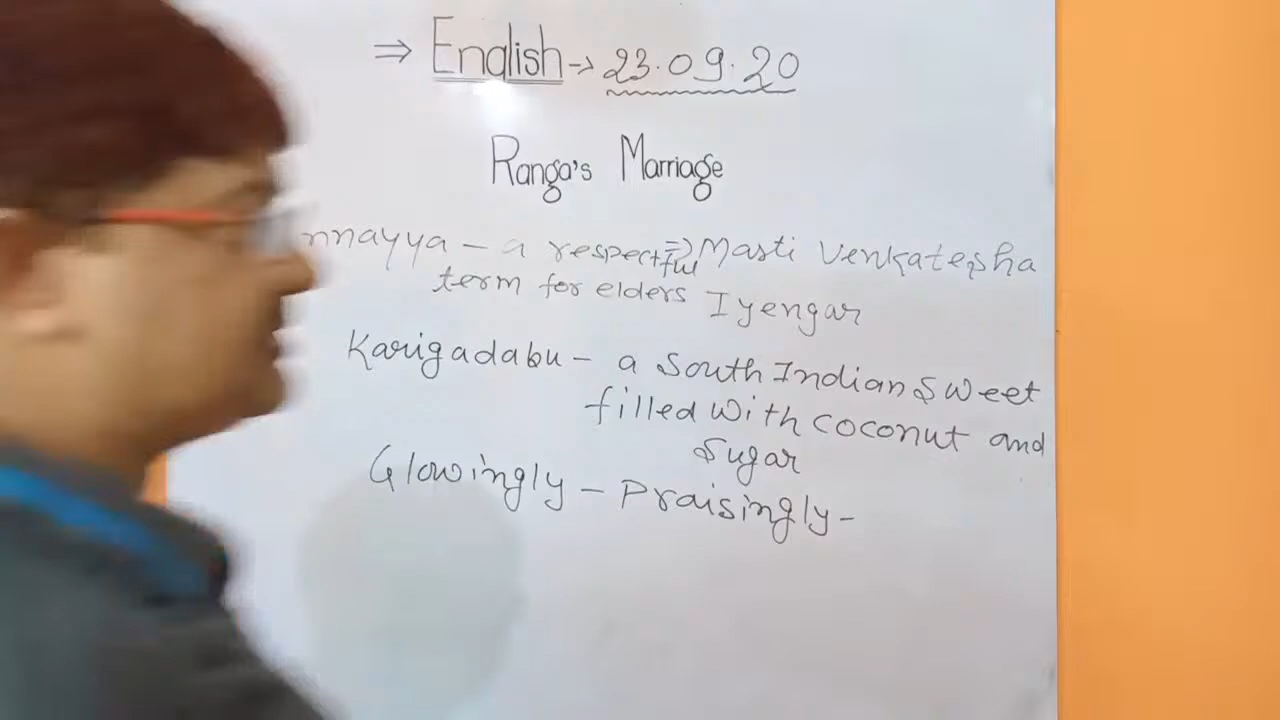 ⇒ English → 23.09.20
Ranga's Marriage
nnayya - a respectful
term for elders
⇒ Masti Venkatesha
Iyengar
Karigadabu - a South Indian Sweet
filled with coconut and
Sugar
Glowingly - Praisingly -